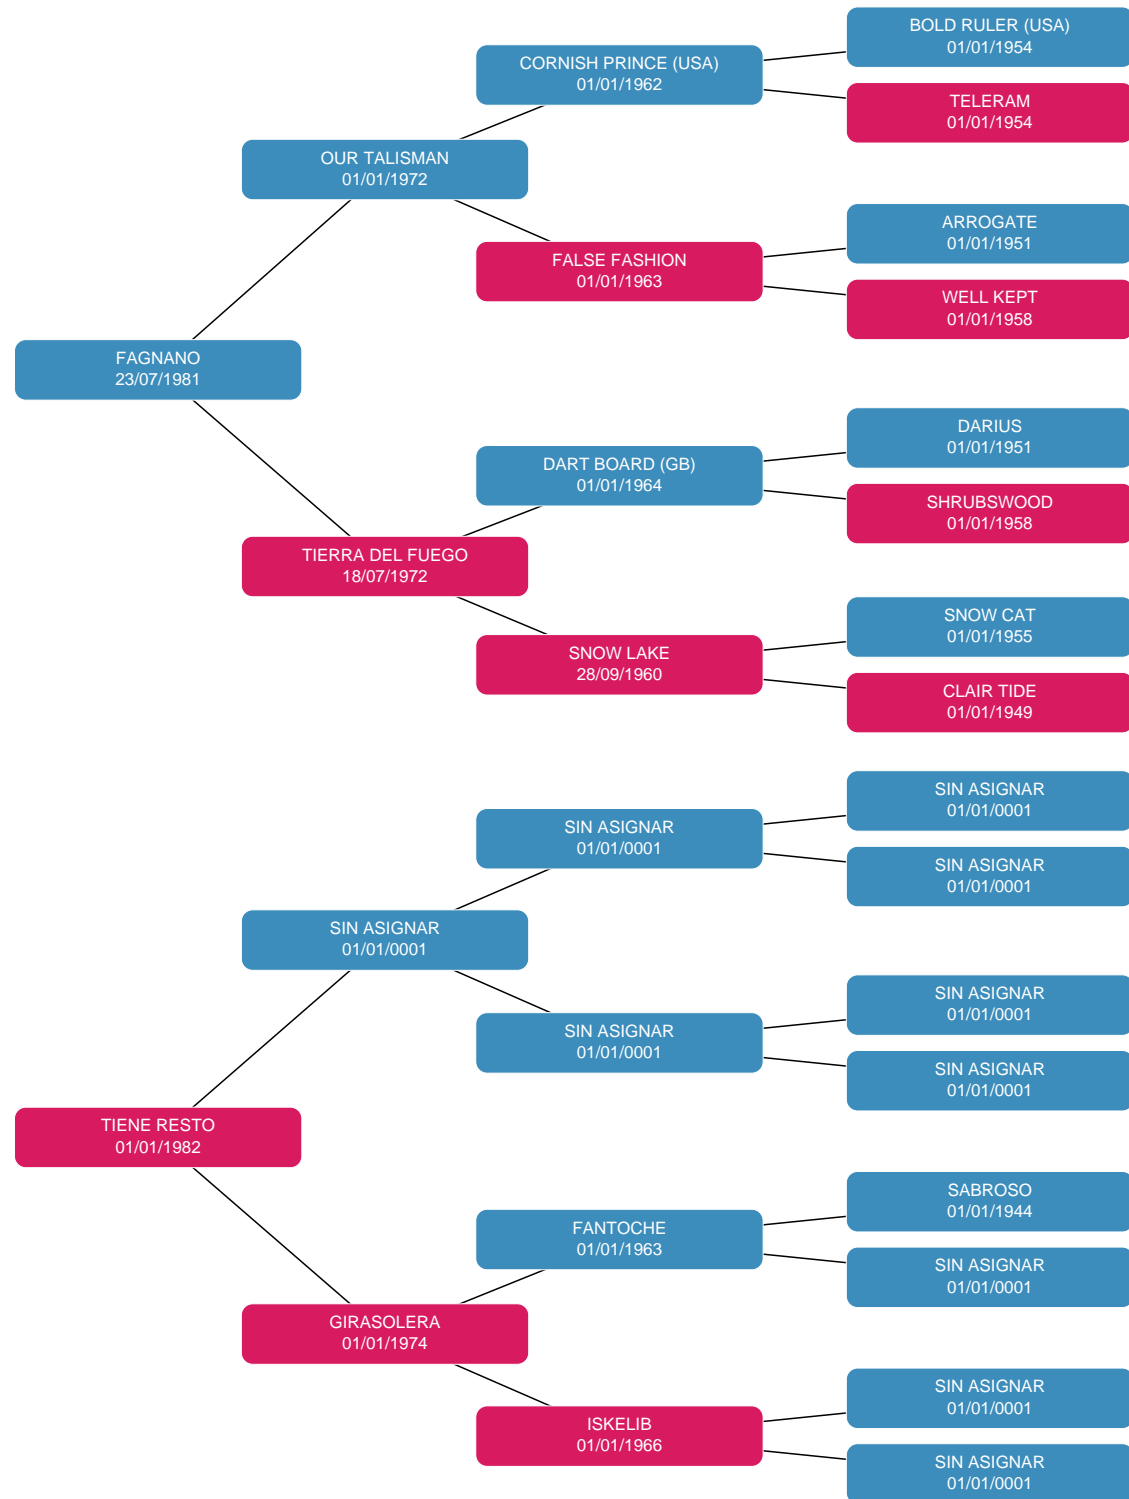 BOLD RULER (USA)
01/01/1954
CORNISH PRINCE (USA)
01/01/1962
TELERAM
01/01/1954
OUR TALISMAN
01/01/1972
ARROGATE
01/01/1951
FALSE FASHION
01/01/1963
WELL KEPT
01/01/1958
FAGNANO
23/07/1981
DARIUS
01/01/1951
DART BOARD (GB)
01/01/1964
SHRUBSWOOD
01/01/1958
TIERRA DEL FUEGO
18/07/1972
SNOW CAT
01/01/1955
SNOW LAKE
28/09/1960
CLAIR TIDE
01/01/1949
SIN ASIGNAR
01/01/0001
SIN ASIGNAR
01/01/0001
SIN ASIGNAR
01/01/0001
SIN ASIGNAR
01/01/0001
SIN ASIGNAR
01/01/0001
SIN ASIGNAR
01/01/0001
SIN ASIGNAR
01/01/0001
TIENE RESTO
01/01/1982
SABROSO
01/01/1944
FANTOCHE
01/01/1963
SIN ASIGNAR
01/01/0001
GIRASOLERA
01/01/1974
SIN ASIGNAR
01/01/0001
ISKELIB
01/01/1966
SIN ASIGNAR
01/01/0001